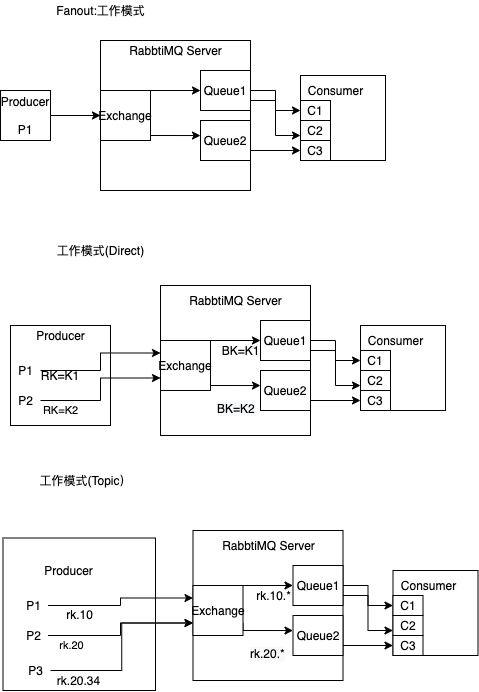 Fanout:工作模式
RabbtiMQ Server
Producer
P1
Exchange
Queue1
Queue2
Consumer
C1
C2
C3
工作模式(Direct)
RabbtiMQ Server
Producer
P1
RK=K1
P2
RK=K2
Exchange
BK=K1
Queue1
BK=K2
Queue2
Consumer
C1
C2
C3
工作模式(Topic）
RabbtiMQ Server
Producer
P1
rk.10
P2
rk.20
P3
rk.20.34
Exchange
rk.10.*
Queue1
rk.20.*
Queue2
Consumer
C1
C2
C3